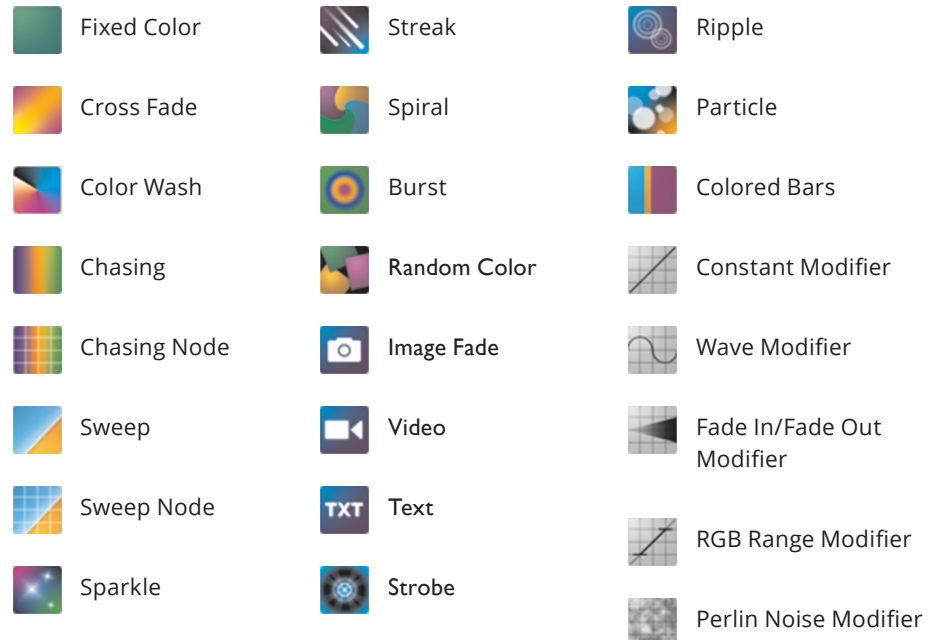 Fixed Color
Cross Fade
Color Wash
Chasing
Chasing Node
Sweep
Sweep Node
Sparkle
Streak
Spiral
Burst
Random Color
Image Fade
Video
TXT
Text
Strobe
Ripple
Particle
Colored Bars
Constant Modifier
Wave Modifier
Fade In/Fade Out
Modifier
RGB Range Modifier
Perlin Noise Modifier